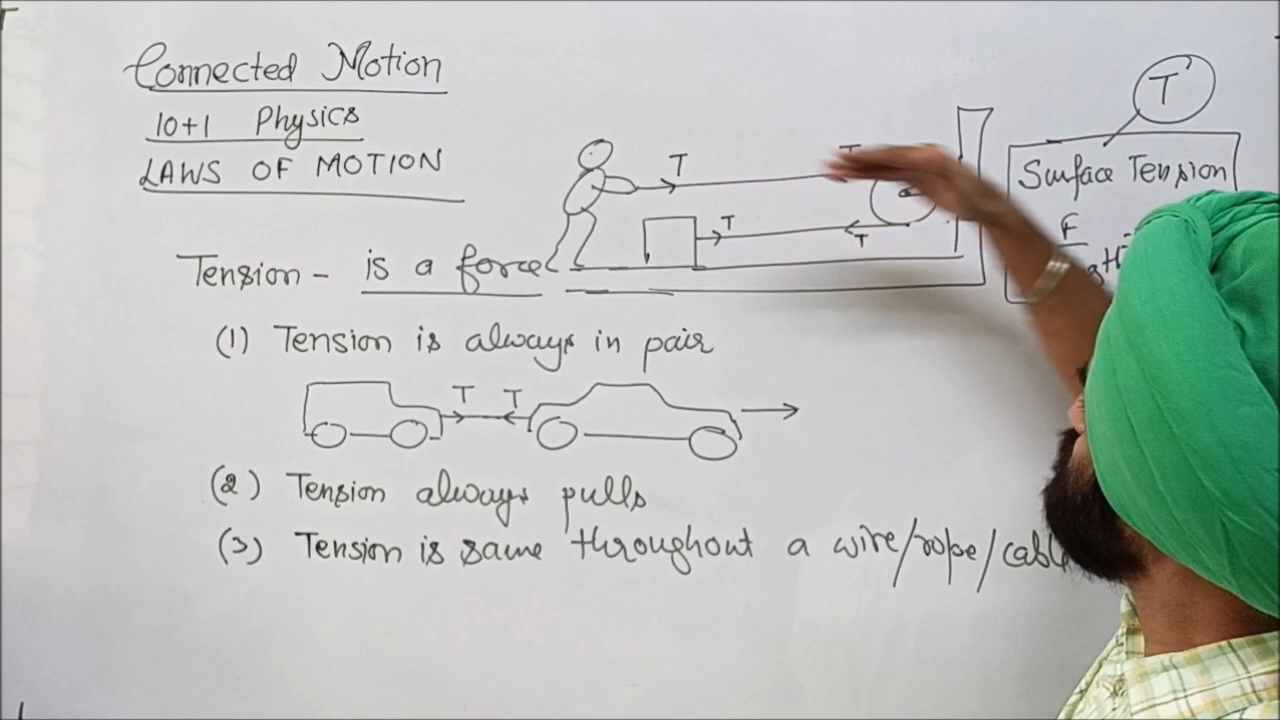 Connected Motion
10+1 Physics
LAWS OF MOTION
T
T
T
T
T
Surface Tension
F
Tension - is a force
(1) Tension is always in pair
T T
(2) Tension always pulls
(3) Tension is same throughout a wire/rope/cable